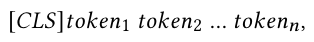 [CLS]token₁ token₂ ... tokenₙ,